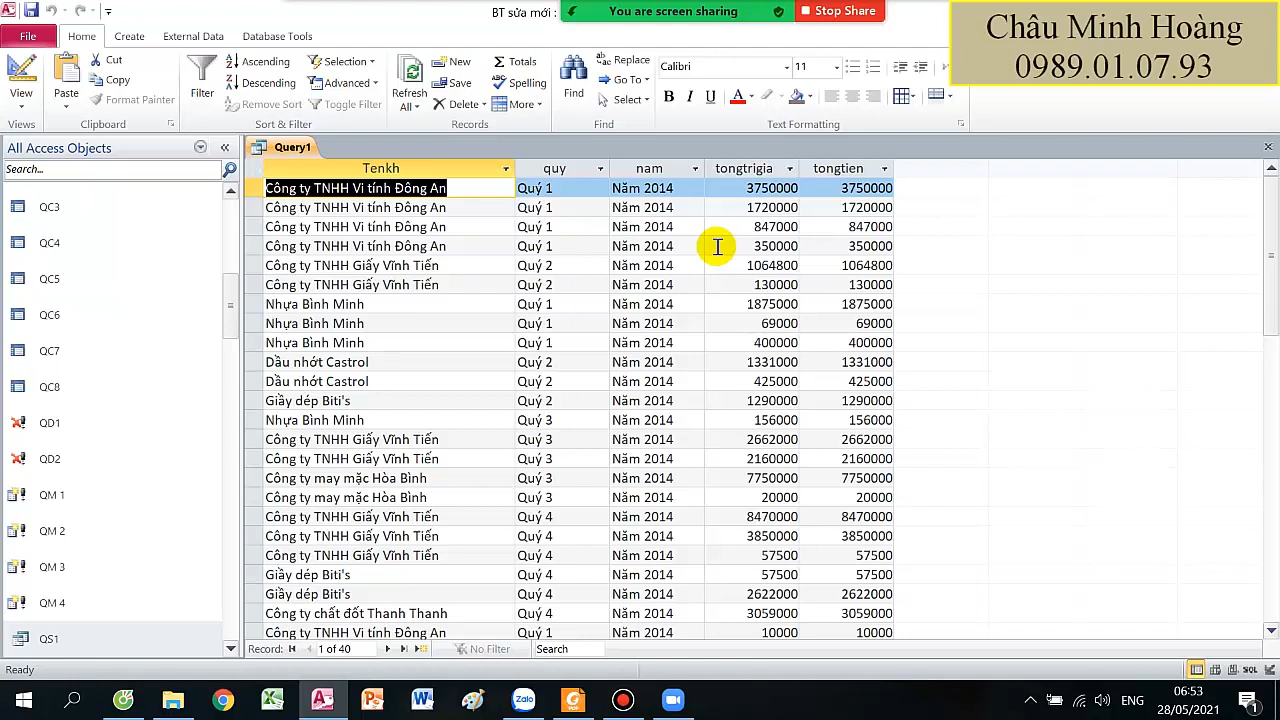 BT sửa mới :
You are screen sharing
Stop Share
Châu Minh Hoàng
0989.01.07.93
File
Home
Create
External Data
Database Tools
View
Views
Paste
Cut
Copy
Format Painter
Clipboard
Filter
Ascending
Descending
Remove Sort
Selection
Advanced
Toggle Filter
Sort & Filter
Refresh
All
New
Save
Delete
Totals
Spelling
More
Records
Find
Replace
Go To
Select
Find
Calibri
11
B I U A
Text Formatting
All Access Objects
Search...
QC3
QC4
QC5
QC6
QC7
QC8
QD1
QD2
QM 1
QM 2
QM 3
QM 4
QS1
Query1
Tenkh quy nam tongtrigia tongtien
Công ty TNHH Vi tính Đông An Quý 1 Năm 2014 3750000 3750000
Công ty TNHH Vi tính Đông An Quý 1 Năm 2014 1720000 1720000
Công ty TNHH Vi tính Đông An Quý 1 Năm 2014 847000 847000
Công ty TNHH Vi tính Đông An Quý 1 Năm 2014 350000 350000
Công ty TNHH Giấy Vĩnh Tiến Quý 2 Năm 2014 1064800 1064800
Công ty TNHH Giấy Vĩnh Tiến Quý 2 Năm 2014 130000 130000
Nhựa Bình Minh Quý 1 Năm 2014 1875000 1875000
Nhựa Bình Minh Quý 1 Năm 2014 69000 69000
Nhựa Bình Minh Quý 1 Năm 2014 400000 400000
Dầu nhớt Castrol Quý 2 Năm 2014 1331000 1331000
Dầu nhớt Castrol Quý 2 Năm 2014 425000 425000
Giầy dép Biti's Quý 2 Năm 2014 1290000 1290000
Nhựa Bình Minh Quý 3 Năm 2014 156000 156000
Công ty TNHH Giấy Vĩnh Tiến Quý 3 Năm 2014 2662000 2662000
Công ty TNHH Giấy Vĩnh Tiến Quý 3 Năm 2014 2160000 2160000
Công ty may mặc Hòa Bình Quý 3 Năm 2014 7750000 7750000
Công ty may mặc Hòa Bình Quý 3 Năm 2014 20000 20000
Công ty TNHH Giấy Vĩnh Tiến Quý 4 Năm 2014 8470000 8470000
Công ty TNHH Giấy Vĩnh Tiến Quý 4 Năm 2014 3850000 3850000
Công ty TNHH Giấy Vĩnh Tiến Quý 4 Năm 2014 57500 57500
Giầy dép Biti's Quý 4 Năm 2014 57500 57500
Giầy dép Biti's Quý 4 Năm 2014 2622000 2622000
Công ty chất đốt Thanh Thanh Quý 4 Năm 2014 3059000 3059000
Công ty TNHH Vi tính Đông An Quý 1 Năm 2014 10000 10000
Record: 1 of 40 No Filter Search
Ready
SQL
Zalo
ENG
06:53
28/05/2021
1